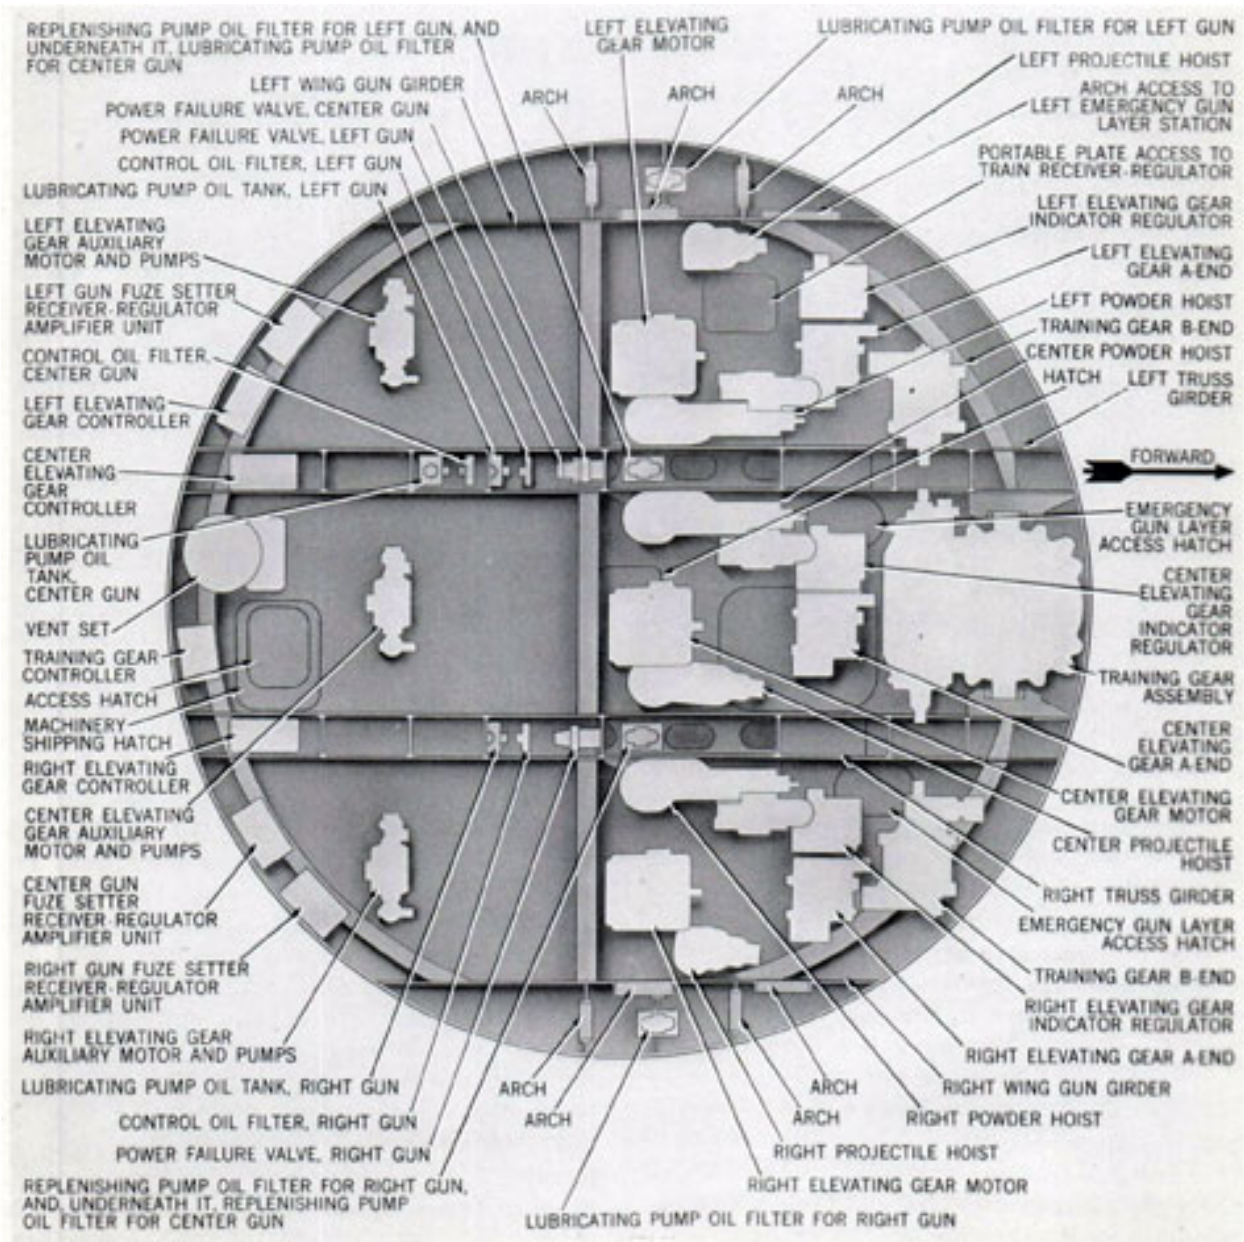 REPLENISHING PUMP OIL FILTER FOR LEFT GUN, AND
UNDERNEATH IT, LUBRICATING PUMP OIL FILTER
FOR CENTER GUN
LEFT WING GUN GIRDER
POWER FAILURE VALVE, CENTER GUN
POWER FAILURE VALVE, LEFT GUN
CONTROL OIL FILTER, LEFT GUN
LUBRICATING PUMP OIL TANK, LEFT GUN
LEFT ELEVATING
GEAR AUXILIARY
MOTOR AND PUMPS
LEFT GUN FUZE SETTER
RECEIVER-REGULATOR
AMPLIFIER UNIT
CONTROL OIL FILTER,
CENTER GUN
LEFT ELEVATING
GEAR CONTROLLER
CENTER
ELEVATING
GEAR
CONTROLLER
LUBRICATING
PUMP OIL
TANK,
CENTER GUN
VENT SET
TRAINING GEAR
CONTROLLER
ACCESS HATCH
MACHINERY
SHIPPING HATCH
RIGHT ELEVATING
GEAR CONTROLLER
CENTER ELEVATING
GEAR AUXILIARY
MOTOR AND PUMPS
CENTER GUN
FUZE SETTER
RECEIVER-REGULATOR
AMPLIFIER UNIT
RIGHT GUN FUZE SETTER
RECEIVER-REGULATOR
AMPLIFIER UNIT
RIGHT ELEVATING GEAR
AUXILIARY MOTOR AND PUMPS
LUBRICATING PUMP OIL TANK, RIGHT GUN
CONTROL OIL FILTER, RIGHT GUN
POWER FAILURE VALVE, RIGHT GUN
REPLENISHING PUMP OIL FILTER FOR RIGHT GUN,
AND, UNDERNEATH IT, REPLENISHING PUMP
OIL FILTER FOR CENTER GUN
LEFT ELEVATING
GEAR MOTOR
ARCH
ARCH
ARCH
LUBRICATING PUMP OIL FILTER FOR LEFT GUN
LEFT PROJECTILE HOIST
ARCH ACCESS TO
LEFT EMERGENCY GUN
LAYER STATION
PORTABLE PLATE ACCESS TO
TRAIN RECEIVER-REGULATOR
LEFT ELEVATING GEAR
INDICATOR REGULATOR
LEFT ELEVATING
GEAR A-END
LEFT POWDER HOIST
TRAINING GEAR B-END
CENTER POWDER HOIST
HATCH
LEFT TRUSS
GIRDER
FORWARD
EMERGENCY
GUN LAYER
ACCESS HATCH
CENTER
ELEVATING
GEAR
INDICATOR
REGULATOR
TRAINING GEAR
ASSEMBLY
CENTER
ELEVATING
GEAR A-END
CENTER ELEVATING
GEAR MOTOR
CENTER PROJECTILE
HOIST
RIGHT TRUSS GIRDER
EMERGENCY GUN LAYER
ACCESS HATCH
TRAINING GEAR B-END
RIGHT ELEVATING GEAR
INDICATOR REGULATOR
RIGHT ELEVATING GEAR A-END
RIGHT WING GUN GIRDER
RIGHT POWDER HOIST
ARCH
ARCH
ARCH
ARCH
RIGHT PROJECTILE HOIST
RIGHT ELEVATING GEAR MOTOR
LUBRICATING PUMP OIL FILTER FOR RIGHT GUN